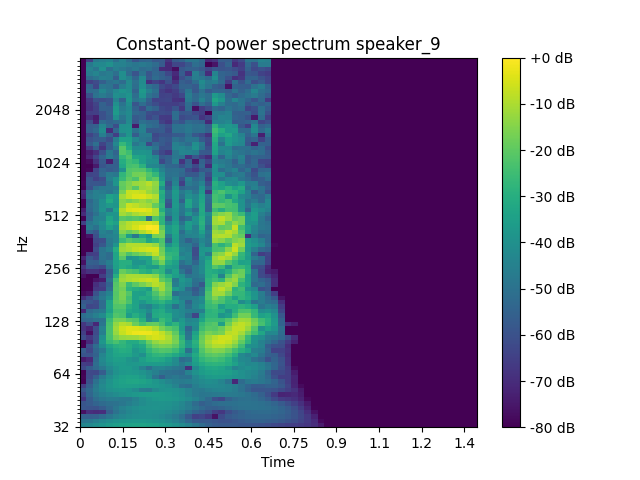 Constant-Q power spectrum speaker_9
Hz
2048
1024
512
256
128
64
32
0 0.15 0.3 0.45 0.6 0.75 0.9 1.1 1.2 1.4
Time
+0 dB
-10 dB
-20 dB
-30 dB
-40 dB
-50 dB
-60 dB
-70 dB
-80 dB